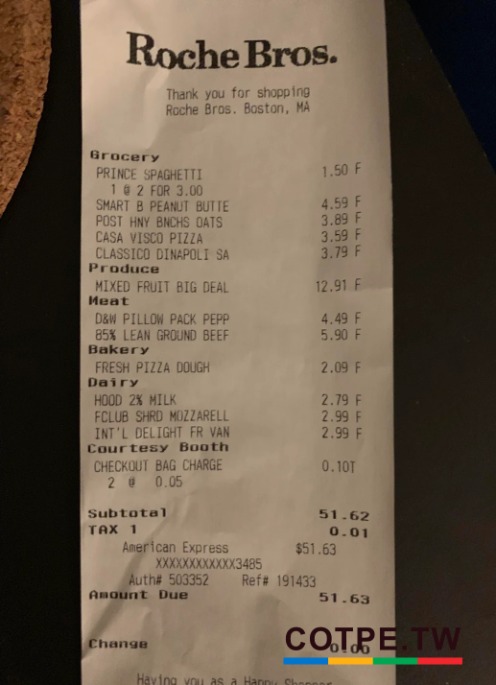 Roche Bros.
Thank you for shopping
Roche Bros. Boston, MA
Grocery
PRINCE SPAGHETTI 1.50 F
1 @ 2 FOR 3.00
SMART B PEANUT BUTTE 4.59 F
POST HNY BNCHS OATS 3.89 F
CASA VISCO PIZZA 3.59 F
CLASSICO DINAPOLI SA 3.79 F
Produce
MIXED FRUIT BIG DEAL 12.91 F
Meat
D&W PILLOW PACK PEPP 4.49 F
85% LEAN GROUND BEEF 5.90 F
Bakery
FRESH PIZZA DOUGH 2.09 F
Dairy
HOOD 2% MILK 2.79 F
FCLUB SHRD MOZZARELL 2.99 F
INT'L DELIGHT FR VAN 2.99 F
Courtesy Booth
CHECKOUT BAG CHARGE 0.10T
2 @ 0.05
Subtotal 51.62
TAX 1 0.01
American Express $51.63
XXXXXXXXXXXX3485
Auth# 503352 Ref# 191433
Amount Due 51.63
Change 0.00
COTPE.TW
Having you as a Happy Shopper